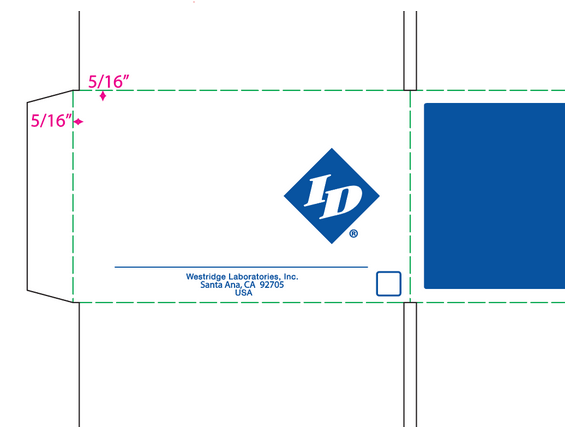 5/16”
5/16”
ID
®
Westridge Laboratories, Inc.
Santa Ana, CA 92705
USA